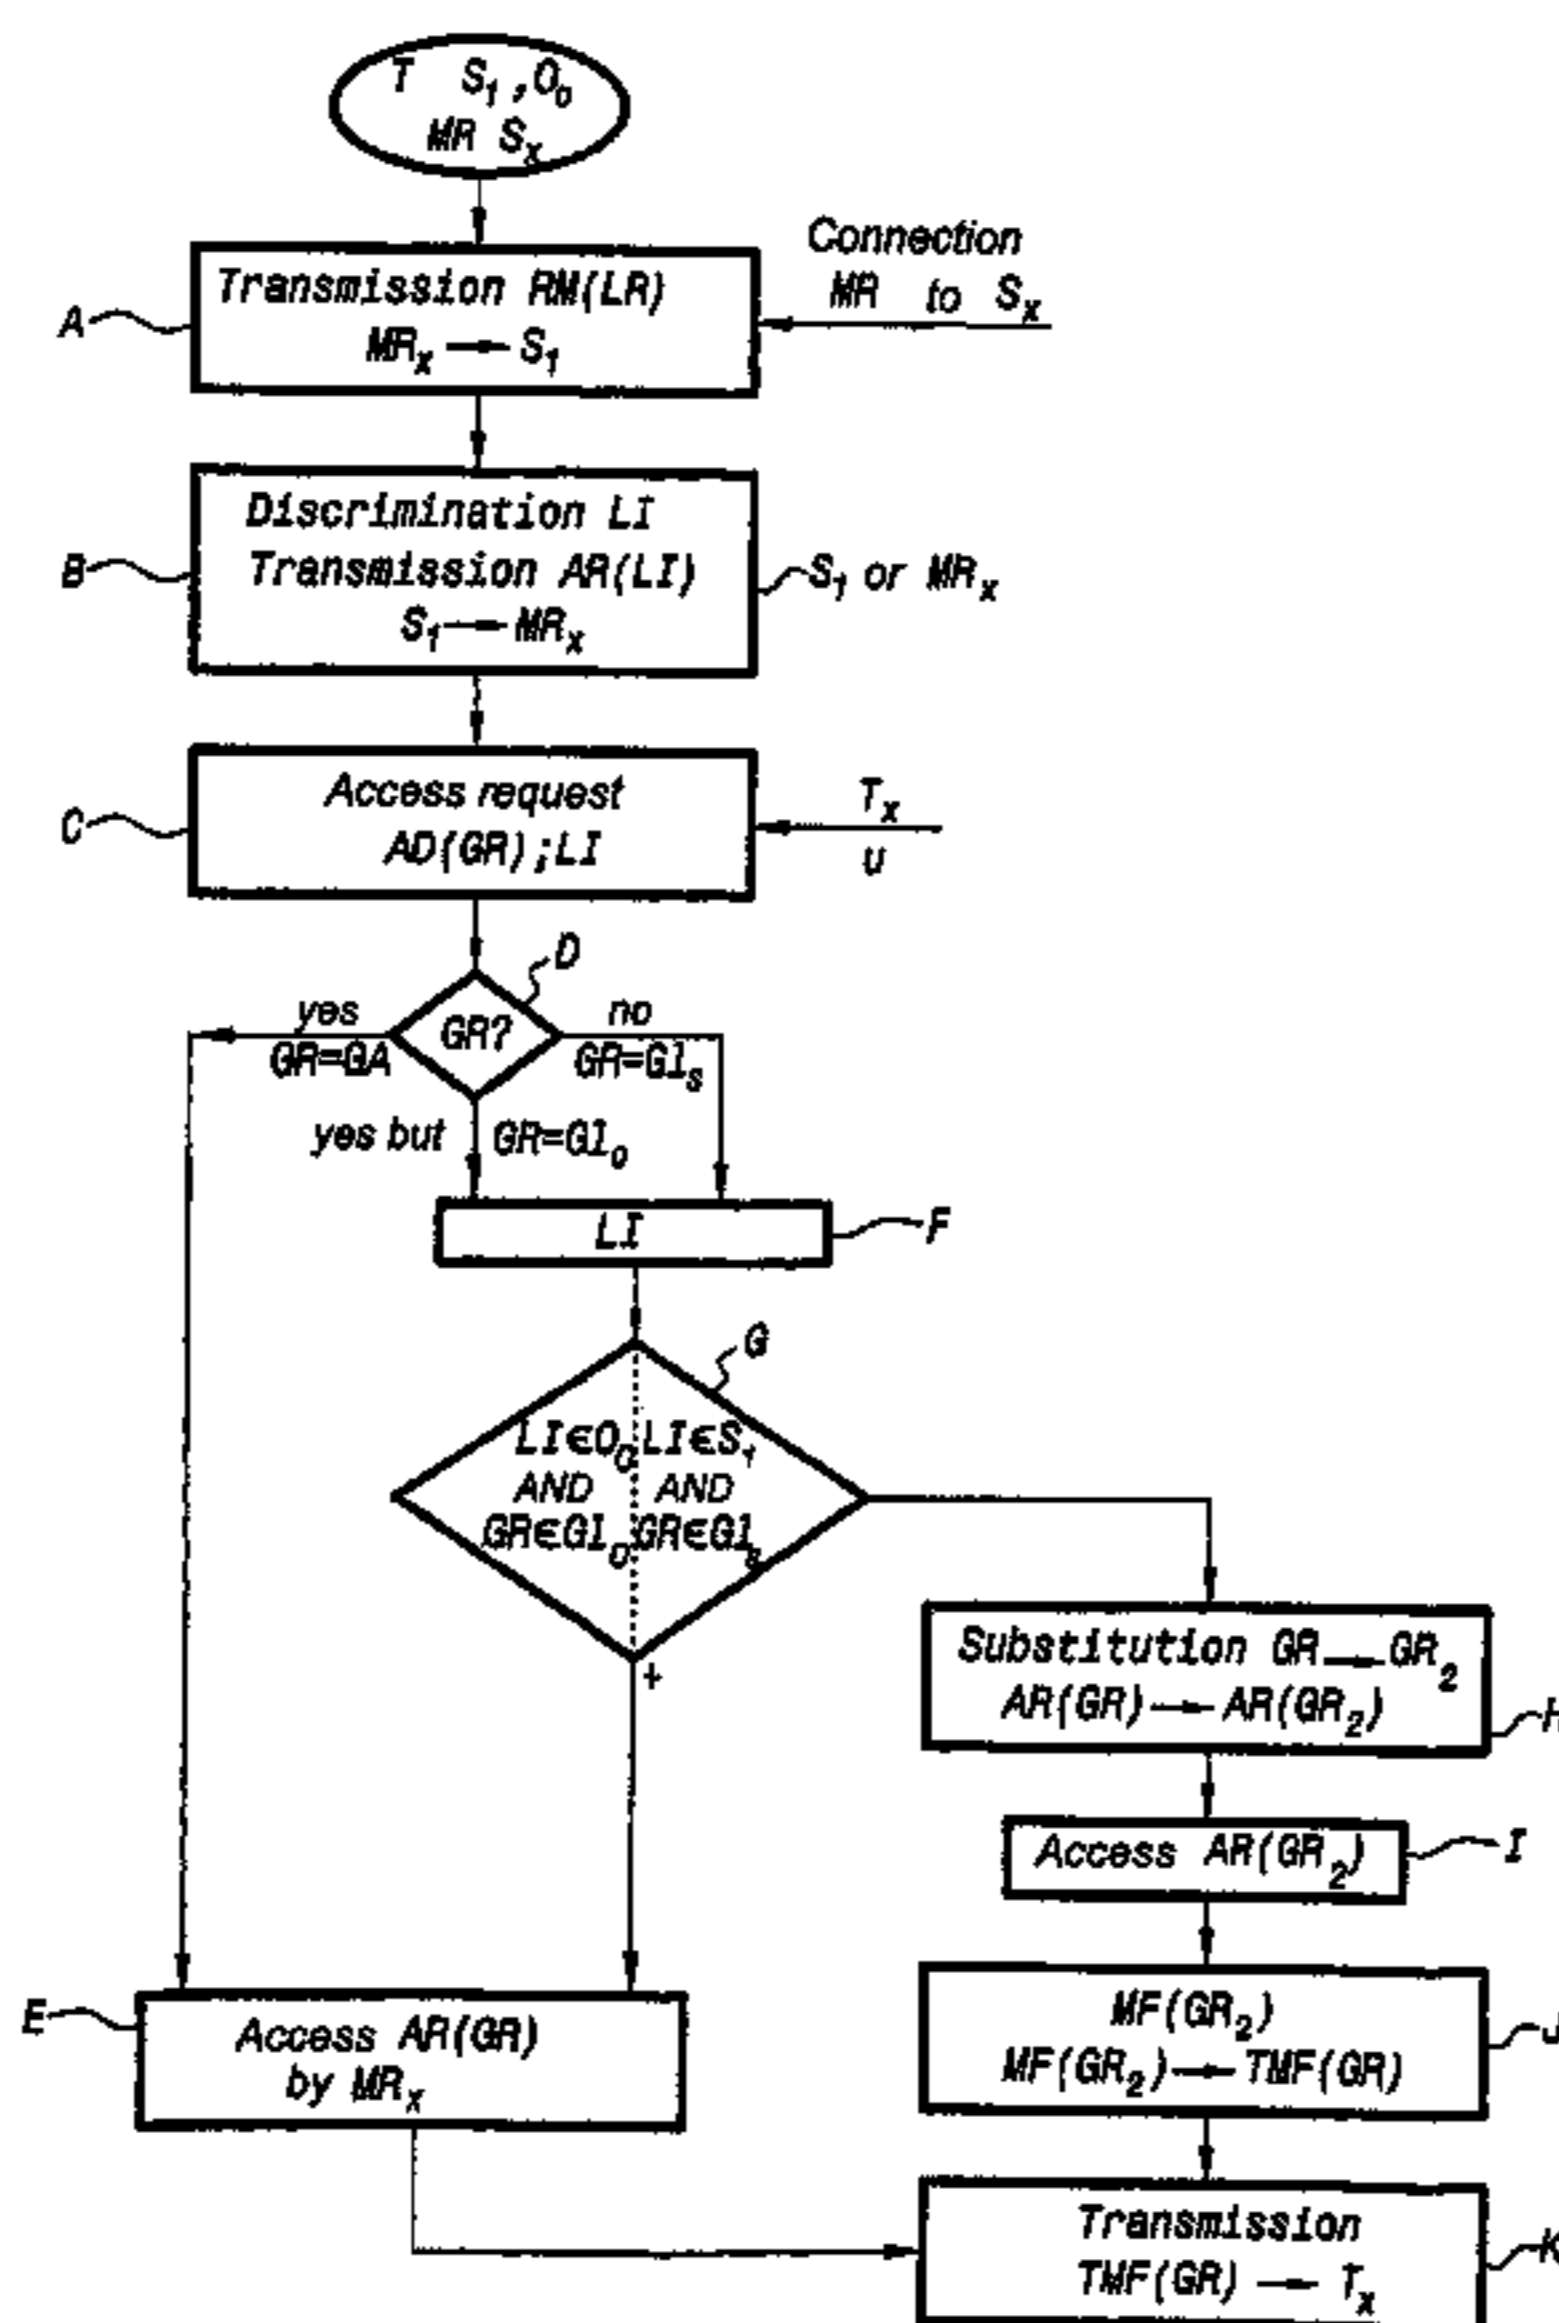 T S₁,O₀
MR Sₓ
Connection
MR to Sₓ
A
Transmission RM(LR)
MRₓ → S₁
B
Discrimination LI
Transmission AR(LI)
S₁ → MRₓ
S₁ or MRₓ
C
Access request
AD(GR);LI
Tₓ
U
D
GR?
yes
GR=GA
no
GR=GIₛ
yes but GR=GI₀
LI
F
G
LI∈O₀ LI∈S₁
AND AND
GR∈GI₀ GR∈GIₛ
+
Substitution GR → GR₂
AR(GR) → AR(GR₂)
H
Access AR(GR₂)
I
E
Access AR(GR)
by MRₓ
MF(GR₂)
MF(GR₂) → TMF(GR)
J
Transmission
TMF(GR) → Tₓ
K